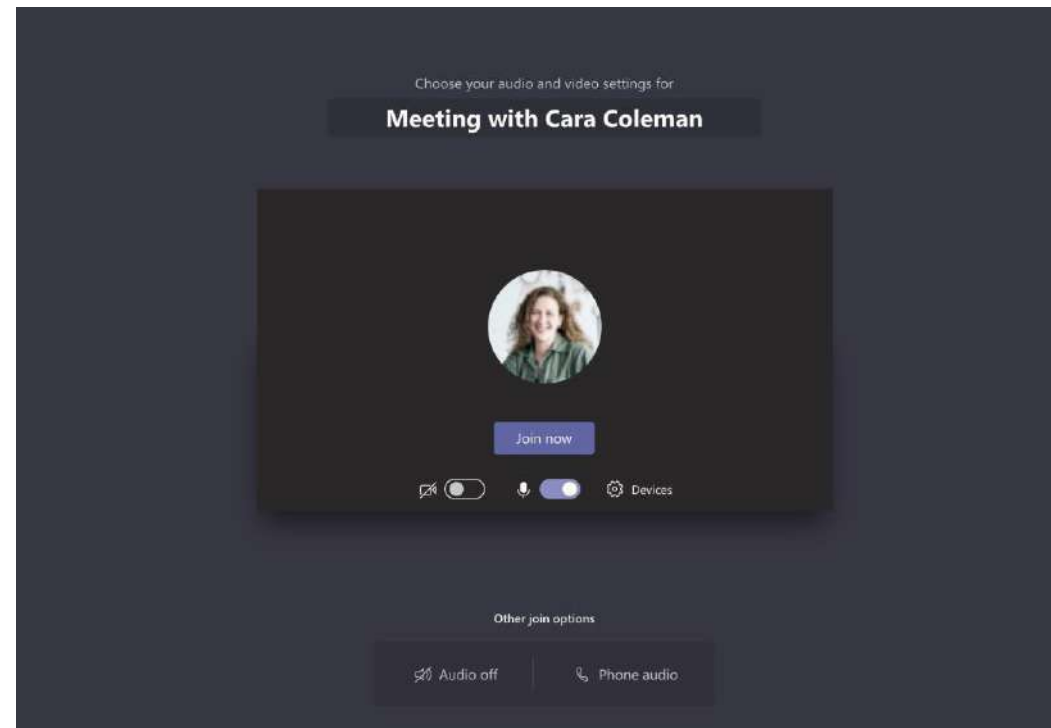 Choose your audio and video settings for
Meeting with Cara Coleman
Join now
Devices
Other join options
Audio off
Phone audio